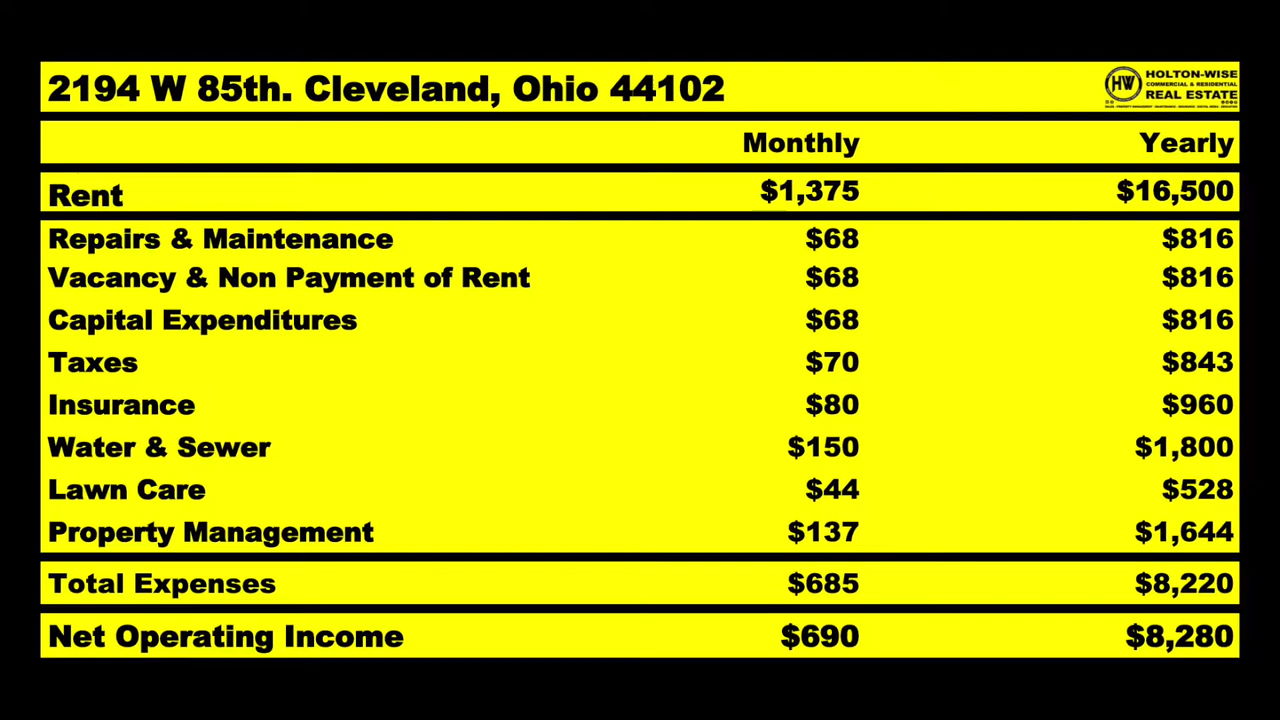 2194 W 85th. Cleveland, Ohio 44102
HW
HOLTON-WISE
COMMERCIAL & RESIDENTIAL
REAL ESTATE
Monthly Yearly
Rent $1,375 $16,500
Repairs & Maintenance $68 $816
Vacancy & Non Payment of Rent $68 $816
Capital Expenditures $68 $816
Taxes $70 $843
Insurance $80 $960
Water & Sewer $150 $1,800
Lawn Care $44 $528
Property Management $137 $1,644
Total Expenses $685 $8,220
Net Operating Income $690 $8,280